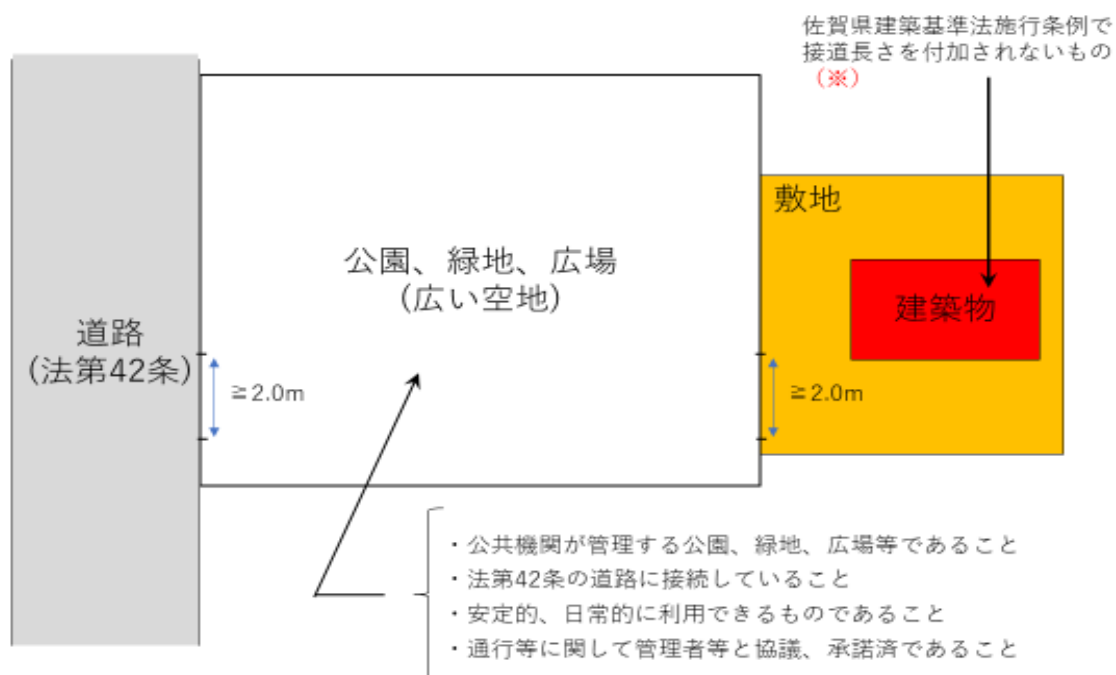 佐賀県建築基準法施行条例で
接道長さを付加されないもの
(※)
敷地
公園、緑地、広場
(広い空地)
建築物
道路
(法第42条)
≧2.0m
≧2.0m
・公共機関が管理する公園、緑地、広場等であること
・法第42条の道路に接続していること
・安定的、日常的に利用できるものであること
・通行等に関して管理者等と協議、承諾済であること